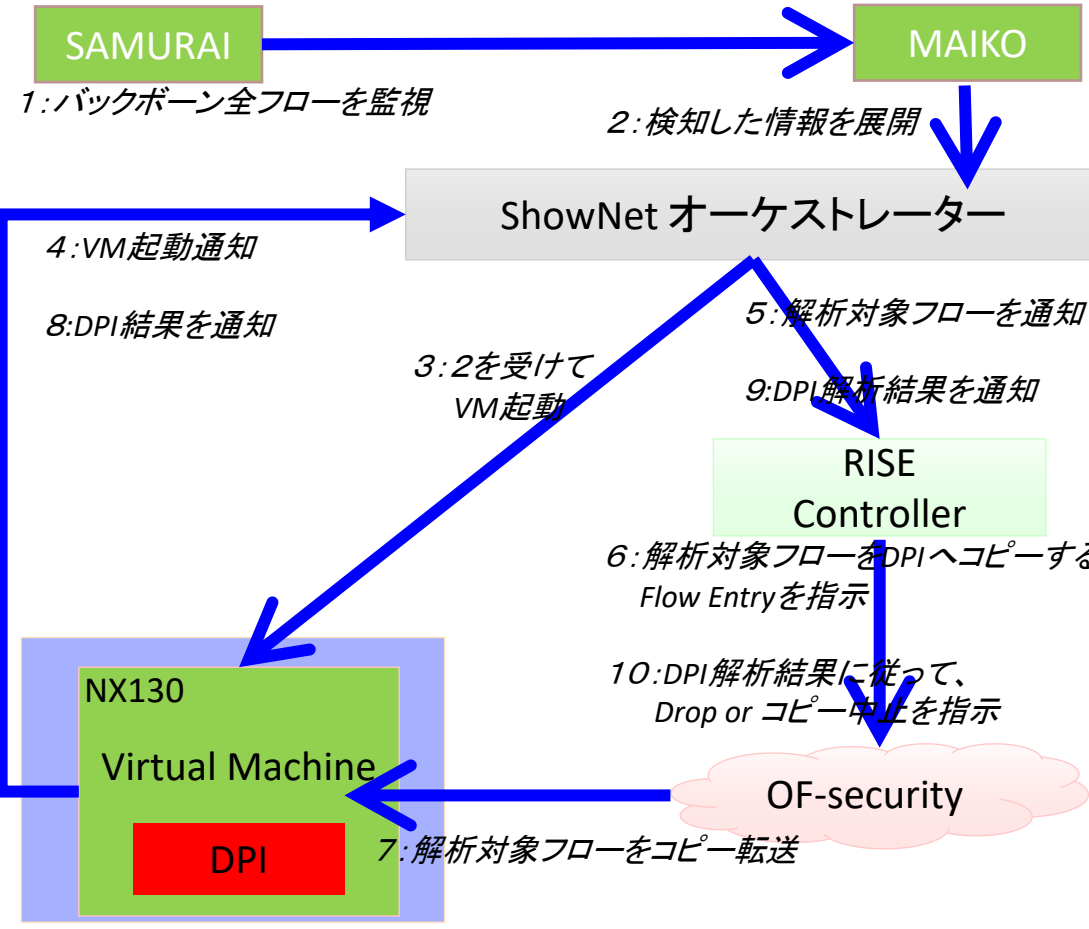 SAMURAI
MAIKO
1:バックボーン全フローを監視
2:検知した情報を展開
ShowNet オーケストレーター
4:VM起動通知
8:DPI結果を通知
3:2を受けて
VM起動
5:解析対象フローを通知
9:DPI解析結果を通知
RISE
Controller
6:解析対象フローをDPIへコピーする
Flow Entryを指示
10:DPI解析結果に従って、
Drop or コピー中止を指示
NX130
Virtual Machine
DPI
OF-security
7:解析対象フローをコピー転送